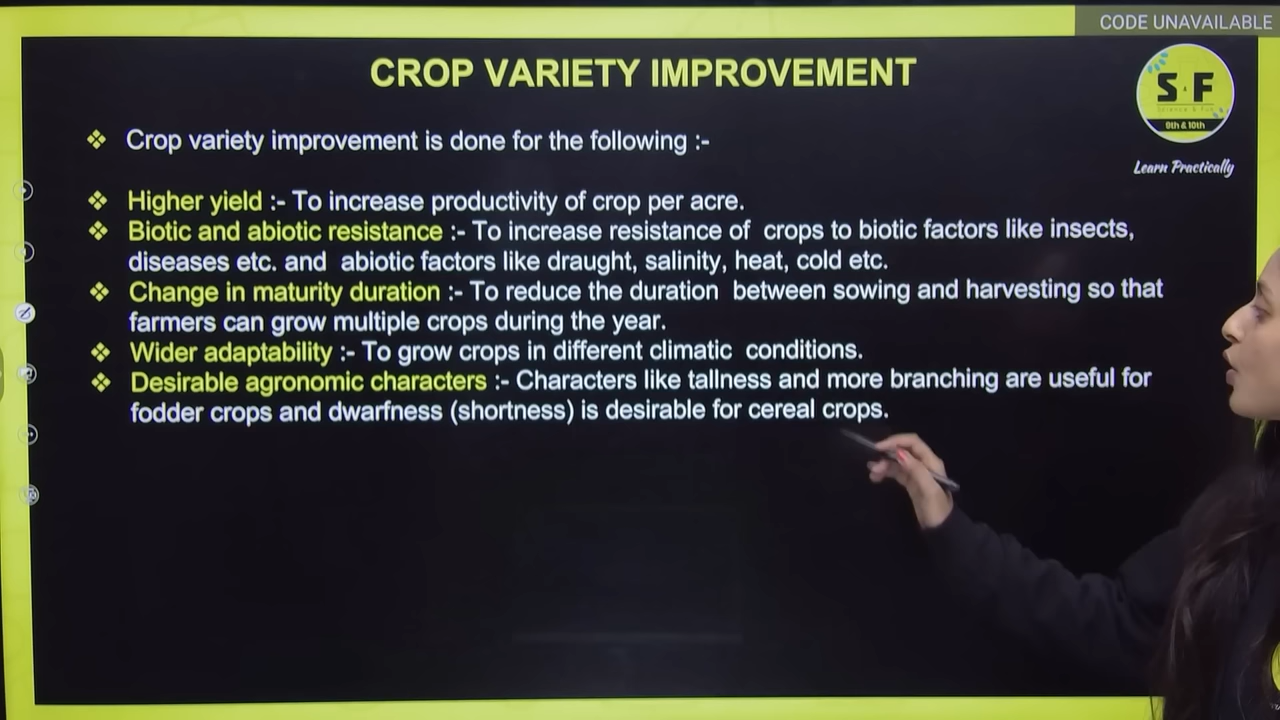 CODE UNAVAILABLE
CROP VARIETY IMPROVEMENT
S&F
Science & Fun
9th & 10th
Learn Practically
❖ Crop variety improvement is done for the following :-
❖ Higher yield :- To increase productivity of crop per acre.
❖ Biotic and abiotic resistance :- To increase resistance of crops to biotic factors like insects,
diseases etc. and abiotic factors like draught, salinity, heat, cold etc.
❖ Change in maturity duration :- To reduce the duration between sowing and harvesting so that
farmers can grow multiple crops during the year.
❖ Wider adaptability :- To grow crops in different climatic conditions.
❖ Desirable agronomic characters :- Characters like tallness and more branching are useful for
fodder crops and dwarfness (shortness) is desirable for cereal crops.